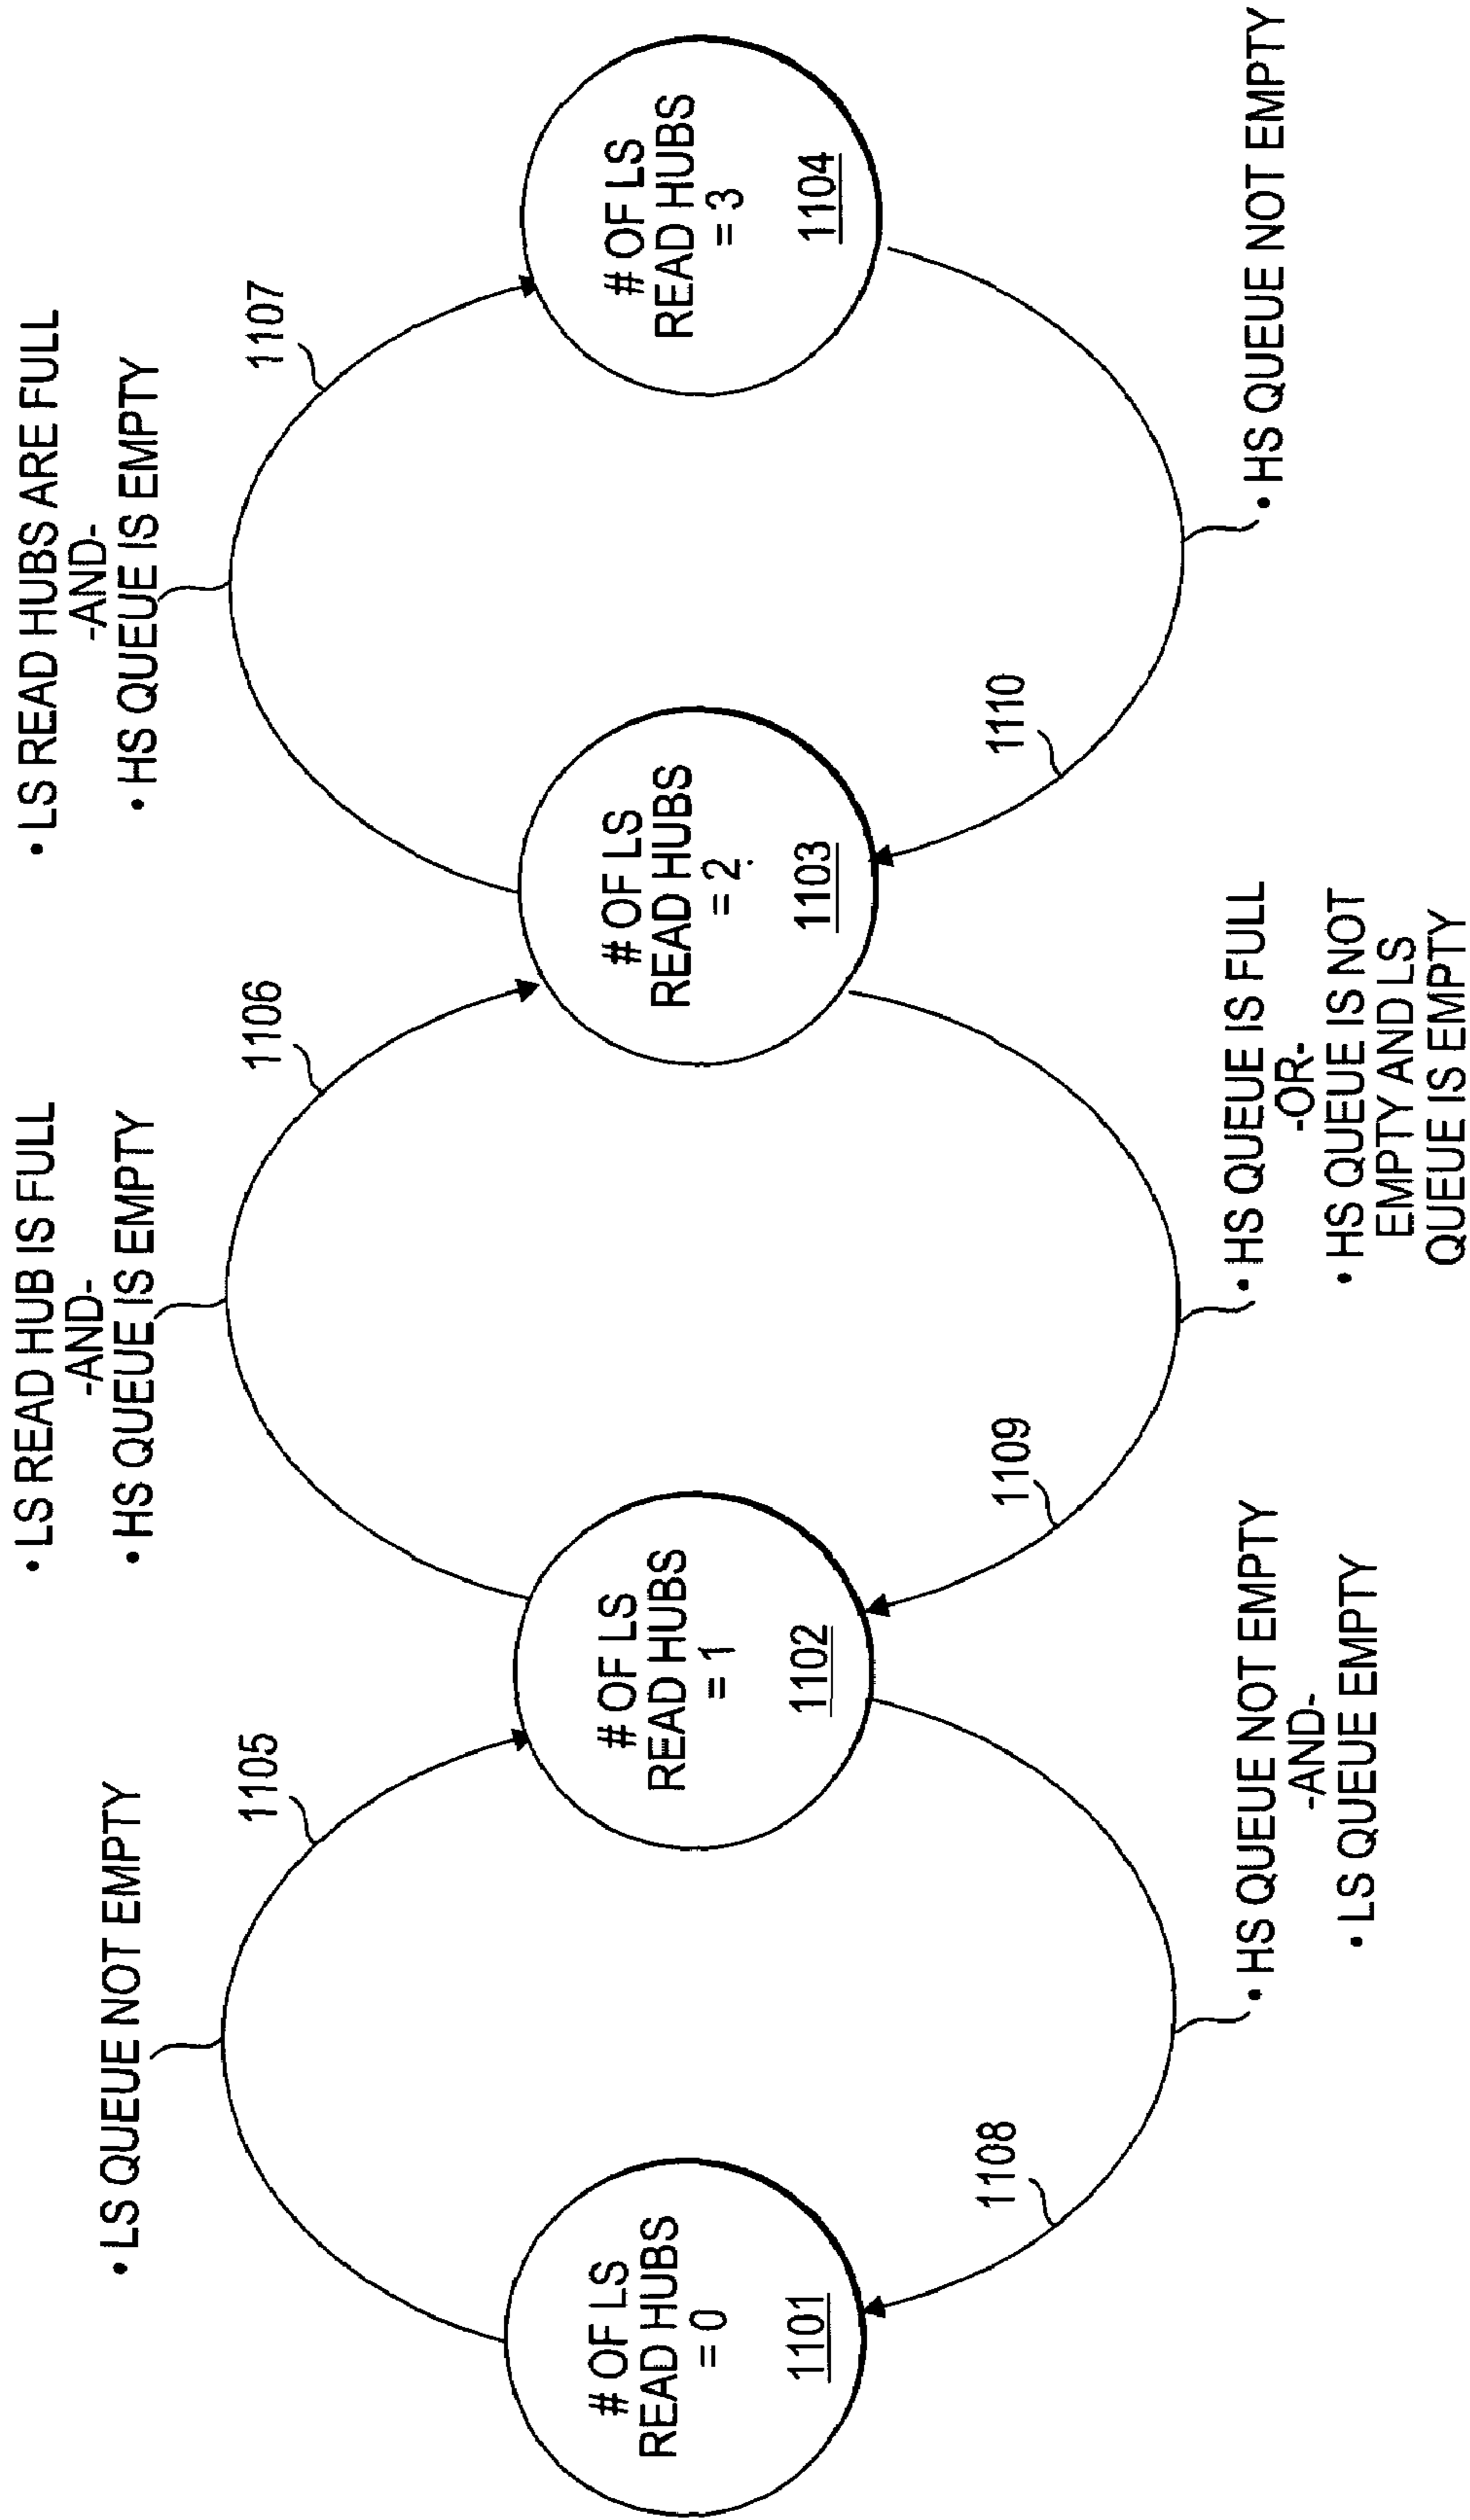 • LS QUEUE NOT EMPTY
1105
• LS READ HUB IS FULL
-AND-
• HS QUEUE IS EMPTY
1106
• LS READ HUBS ARE FULL
-AND-
• HS QUEUE IS EMPTY
1107
# OF LS
READ HUBS
= 0
1101
# OF LS
READ HUBS
= 1
1102
# OF LS
READ HUBS
= 2
1103
# OF LS
READ HUBS
= 3
1104
1108
• HS QUEUE NOT EMPTY
-AND-
• LS QUEUE EMPTY
1109
• HS QUEUE IS FULL
-OR-
• HS QUEUE IS NOT
EMPTY AND LS
QUEUE IS EMPTY
1110
• HS QUEUE NOT EMPTY